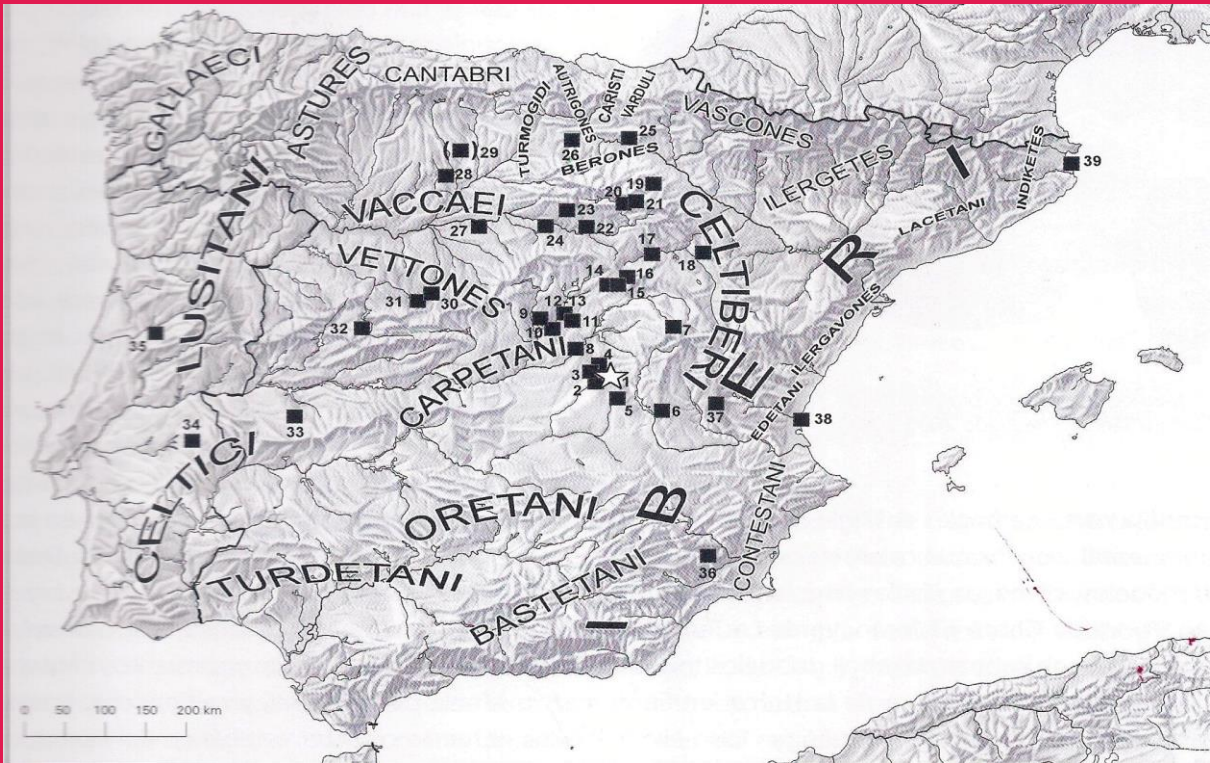 GALLAECI
ASTURES
CANTABRI
TURMOGIDI
AUTRIGONES
CARISTI
VARDULI
VASCONES
BERONES
ILERGETES
INDIKETES
LACETANI
LUSITANI
VACCAEI
VETTONES
CELTIBERI
CARPETANI
ILERGAVONES
EDETANI
CONTESTANI
CELTICI
ORETANI
TURDETANI
BASTETANI
I B E R I
( ) 29
28
26
25
39
19
20
21
23
27
24
22
17
18
14
16
15
31
30
12
13
9
11
10
7
32
35
8
4
3
1
2
5
6
37
38
33
34
36
0 50 100 150 200 km